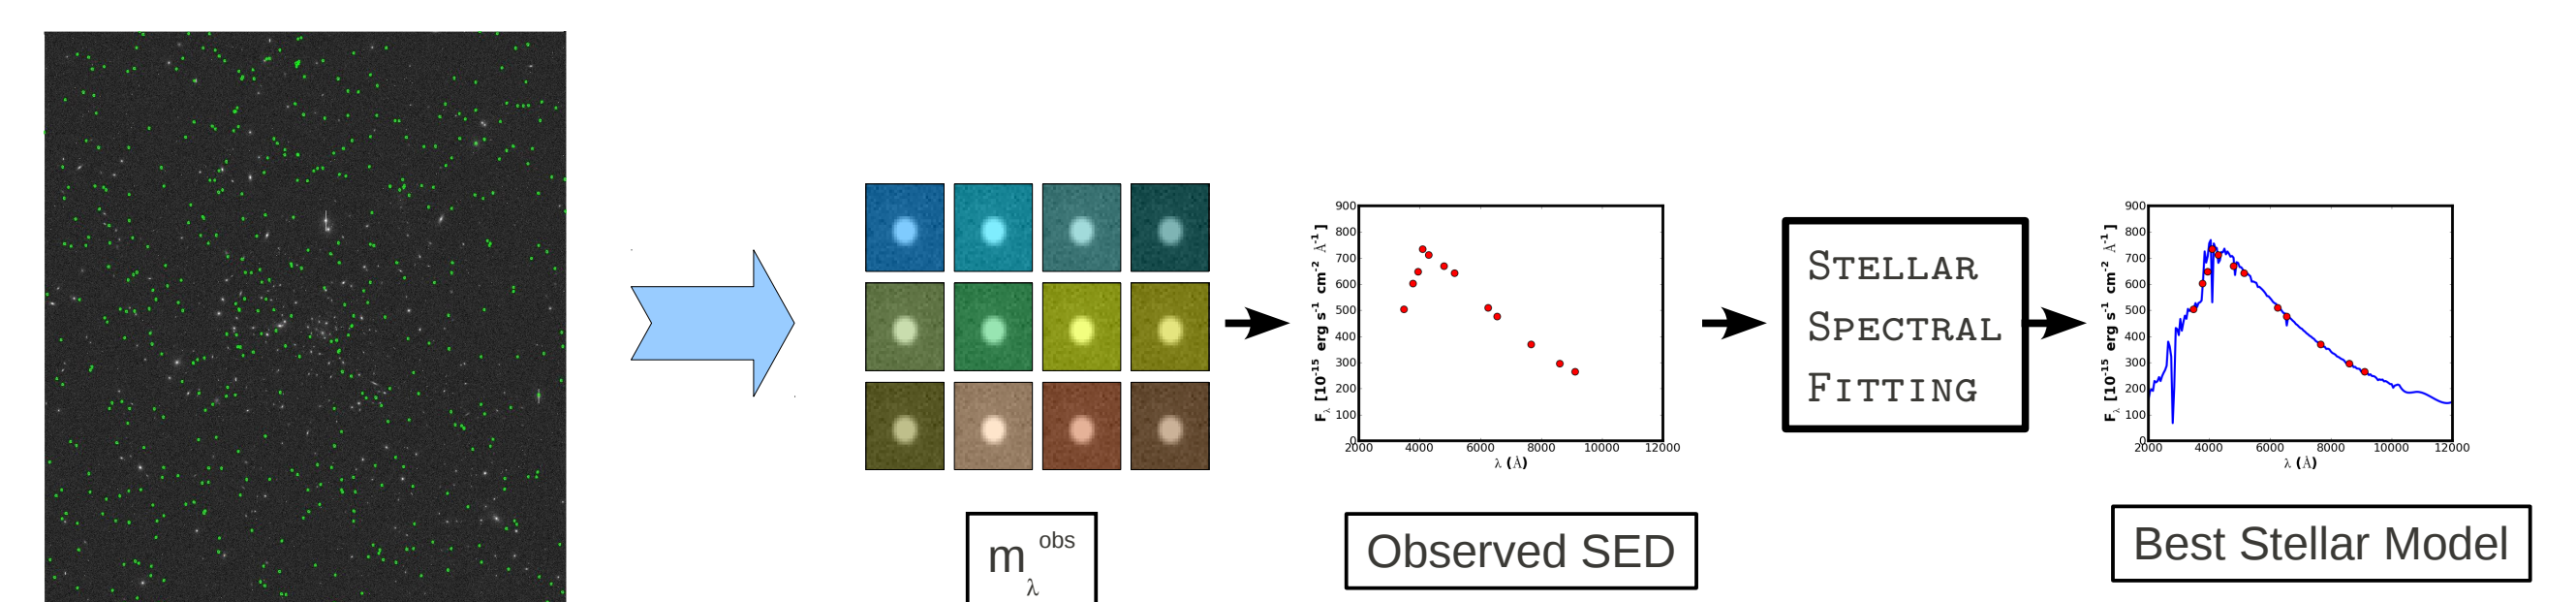 m_λ^obs
900
800
700
600
500
400
300
200
100
0
F_λ [10^-15 erg s^-1 cm^-2 Å^-1]
2000 4000 6000 8000 10000 12000
λ (Å)
Observed SED
STELLAR
SPECTRAL
FITTING
900
800
700
600
500
400
300
200
100
0
F_λ [10^-15 erg s^-1 cm^-2 Å^-1]
2000 4000 6000 8000 10000 12000
λ (Å)
Best Stellar Model